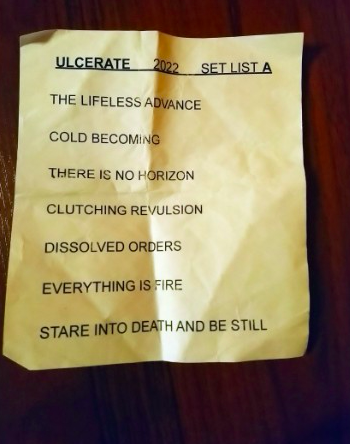 ULCERATE 2022 SET LIST A
THE LIFELESS ADVANCE
COLD BECOMING
THERE IS NO HORIZON
CLUTCHING REVULSION
DISSOLVED ORDERS
EVERYTHING IS FIRE
STARE INTO DEATH AND BE STILL